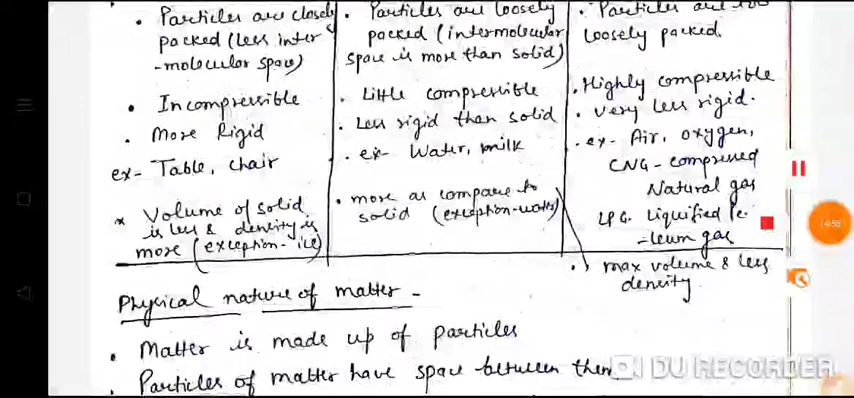 • Particles are closely
packed (less inter
-molecular space)
• Incompressible
• More Rigid
ex- Table, chair
* Volume of solid
is less & density is
more (exception- ice)
• Particles are loosely
packed (intermolecular
space is more than solid)
• Little compressible
• Less rigid than solid
• ex- Water, milk
• more as compare to
solid (exception-water)
• Particles are
loosely packed.
• Highly compressible
• very less rigid.
• ex- Air, oxygen,
CNG- compressed
Natural gas
LPG- Liquified Pe
-leum gas
• max volume & less
density
Physical nature of matter -
• Matter is made up of particles
• Particles of matter have space between them
DU RECORDER
14:55